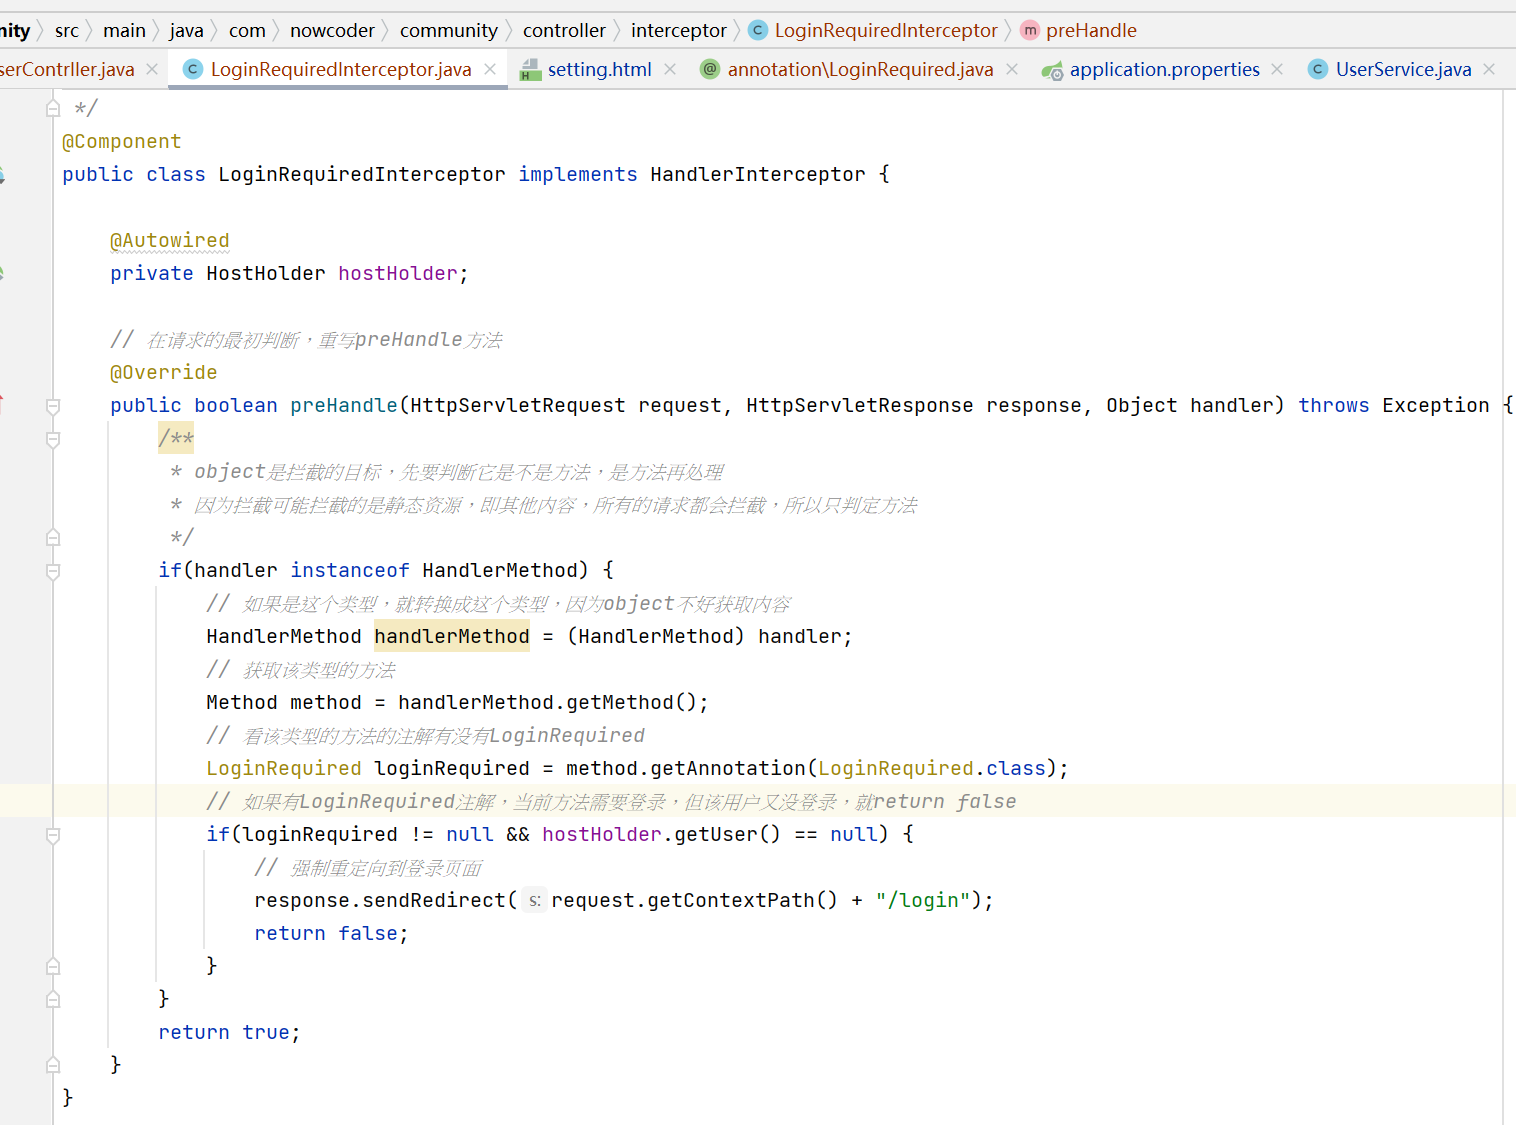 nity 〉 src 〉 main 〉 java 〉 com 〉 nowcoder 〉 community 〉 controller 〉 interceptor 〉 C LoginRequiredInterceptor 〉 m preHandle
serContrller.java × C LoginRequiredInterceptor.java × H setting.html × @ annotation\LoginRequired.java × application.properties × C UserService.java ×
*/
@Component
public class LoginRequiredInterceptor implements HandlerInterceptor {
@Autowired
private HostHolder hostHolder;
// 在请求的最初判断，重写preHandle方法
@Override
public boolean preHandle(HttpServletRequest request, HttpServletResponse response, Object handler) throws Exception {
/**
* object是拦截的目标，先要判断它是不是方法，是方法再处理
* 因为拦截可能拦截的是静态资源，即其他内容，所有的请求都会拦截，所以只判定方法
*/
if(handler instanceof HandlerMethod) {
// 如果是这个类型，就转换成这个类型，因为object不好获取内容
HandlerMethod handlerMethod = (HandlerMethod) handler;
// 获取该类型的方法
Method method = handlerMethod.getMethod();
// 看该类型的方法的注解有没有LoginRequired
LoginRequired loginRequired = method.getAnnotation(LoginRequired.class);
// 如果有LoginRequired注解，当前方法需要登录，但该用户又没登录，就return false
if(loginRequired != null && hostHolder.getUser() == null) {
// 强制重定向到登录页面
response.sendRedirect( s: request.getContextPath() + "/login");
return false;
}
}
return true;
}
}